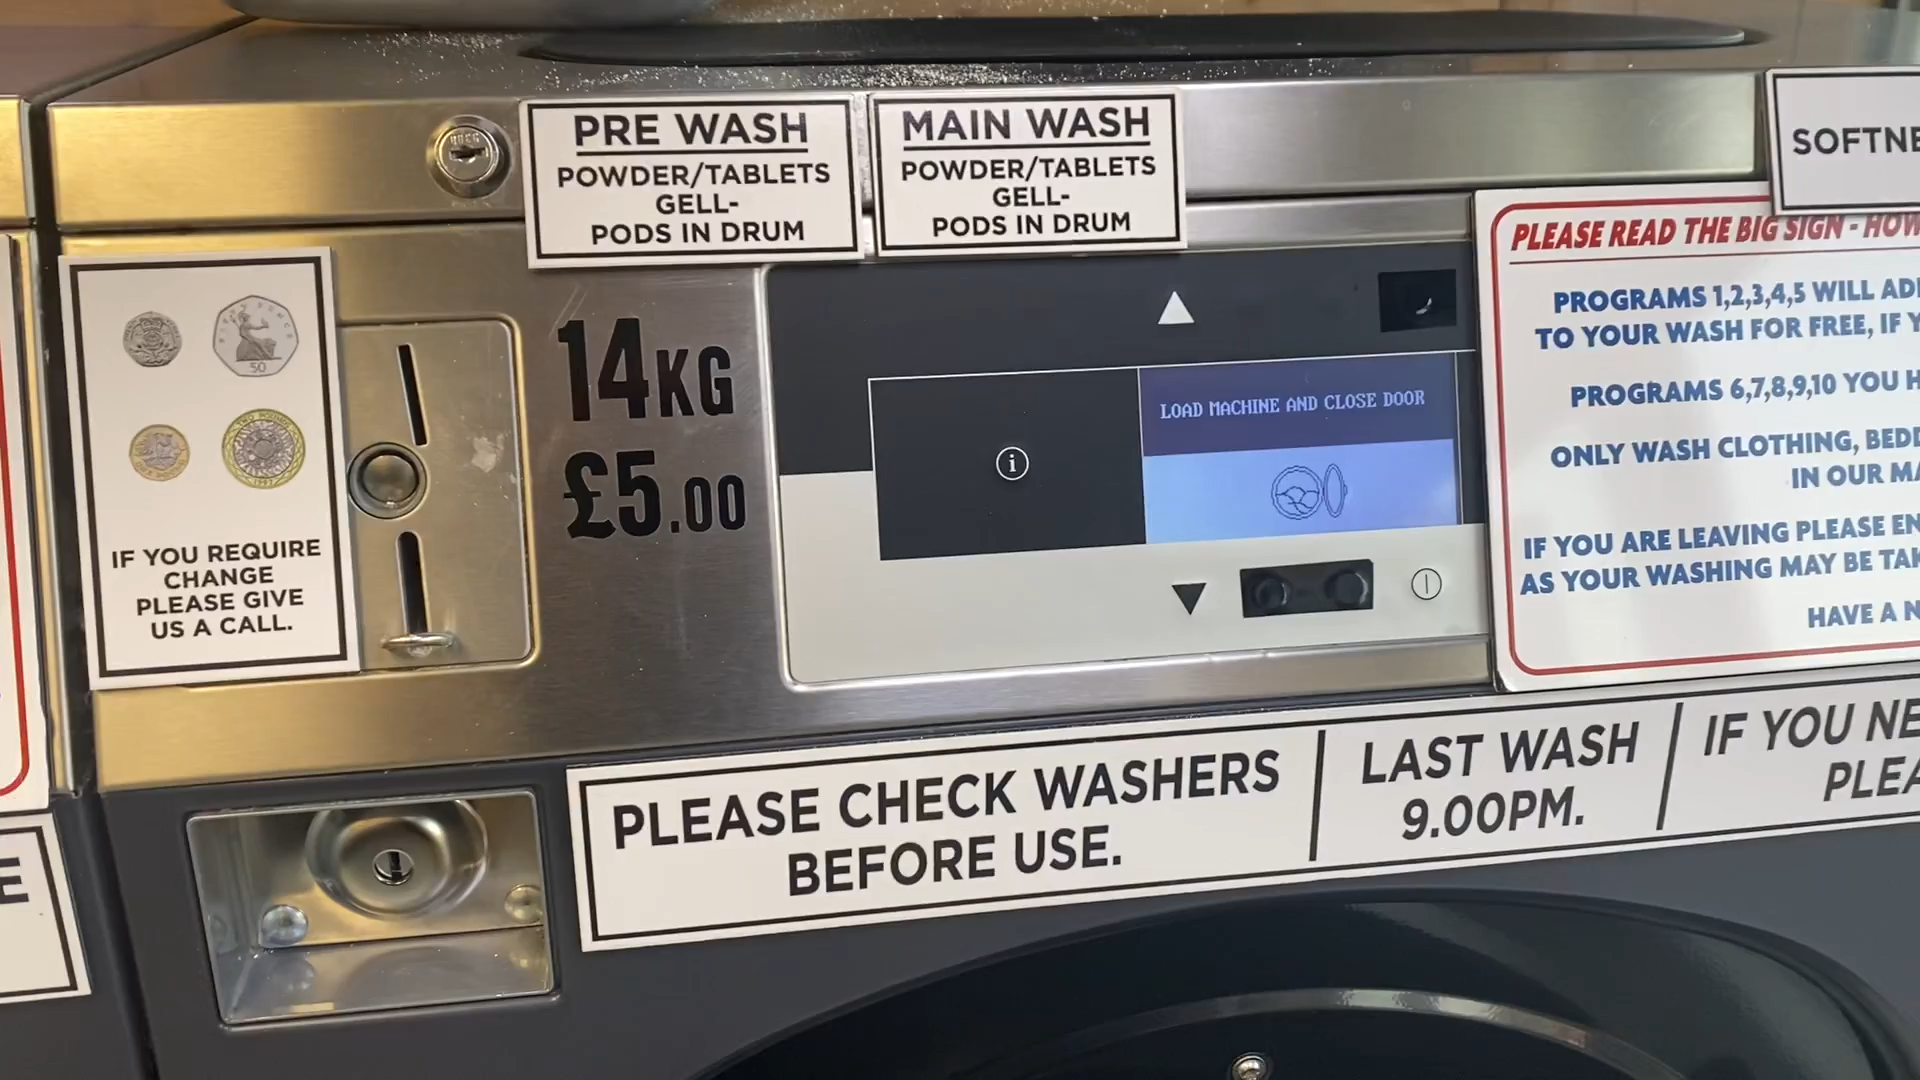 PRE WASH
POWDER/TABLETS
GELL-
PODS IN DRUM
MAIN WASH
POWDER/TABLETS
GELL-
PODS IN DRUM
SOFTNE
50
IF YOU REQUIRE
CHANGE
PLEASE GIVE
US A CALL.
14KG
£5.00
LOAD MACHINE AND CLOSE DOOR
PLEASE READ THE BIG SIGN - HOW
PROGRAMS 1,2,3,4,5 WILL ADD
TO YOUR WASH FOR FREE, IF Y
PROGRAMS 6,7,8,9,10 YOU H
ONLY WASH CLOTHING, BEDD
IN OUR MA
IF YOU ARE LEAVING PLEASE EN
AS YOUR WASHING MAY BE TAK
HAVE A N
PLEASE CHECK WASHERS
BEFORE USE.
LAST WASH
9.00PM.
IF YOU NE
PLEA
E